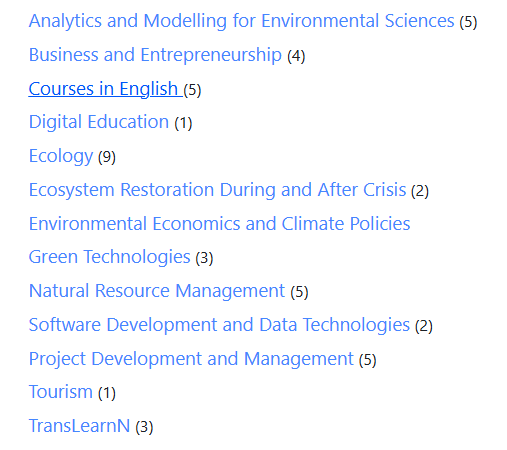 Analytics and Modelling for Environmental Sciences (5)
Business and Entrepreneurship (4)
Courses in English (5)
Digital Education (1)
Ecology (9)
Ecosystem Restoration During and After Crisis (2)
Environmental Economics and Climate Policies
Green Technologies (3)
Natural Resource Management (5)
Software Development and Data Technologies (2)
Project Development and Management (5)
Tourism (1)
TransLearnN (3)